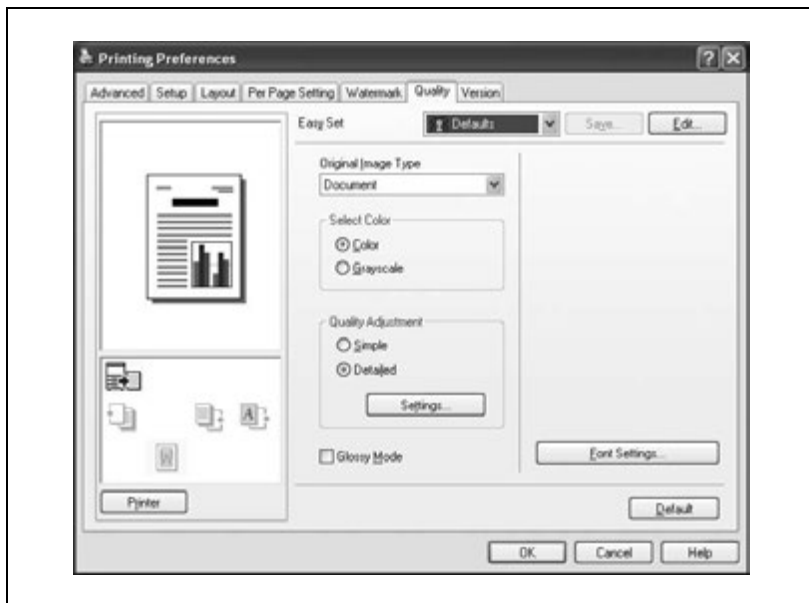 Printing Preferences
Advanced Setup Layout Per Page Setting Watermark Quality Version
Easy Set Defaults Save... Edit...
Original Image Type
Document
Select Color
Color
Grayscale
Quality Adjustment
Simple
Detailed
Settings...
Glossy Mode
Font Settings...
Printer
Default
OK Cancel Help